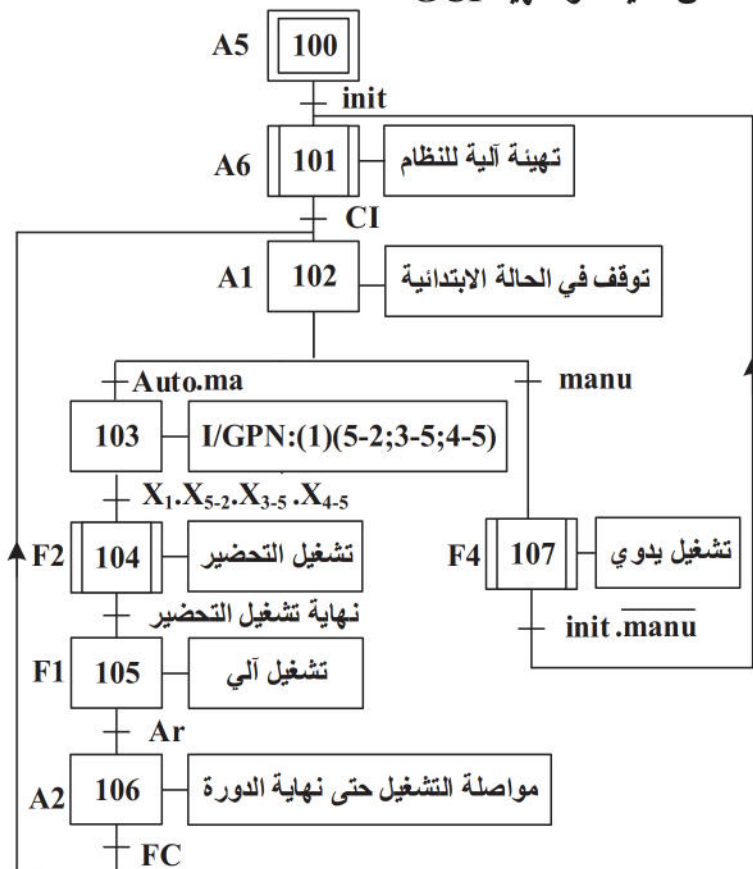 A5 100
init
A6 101 تهيئة آلية للنظام
CI
A1 102 توقف في الحالة الابتدائية
Auto.ma manu
103 I/GPN:(1)(5-2;3-5;4-5)
X₁.X₅₋₂.X₃₋₅.X₄₋₅
F2 104 تشغيل التحضير F4 107 تشغيل يدوي
نهاية تشغيل التحضير init.m̅a̅n̅u̅
F1 105 تشغيل آلي
Ar
A2 106 مواصلة التشغيل حتى نهاية الدورة
FC